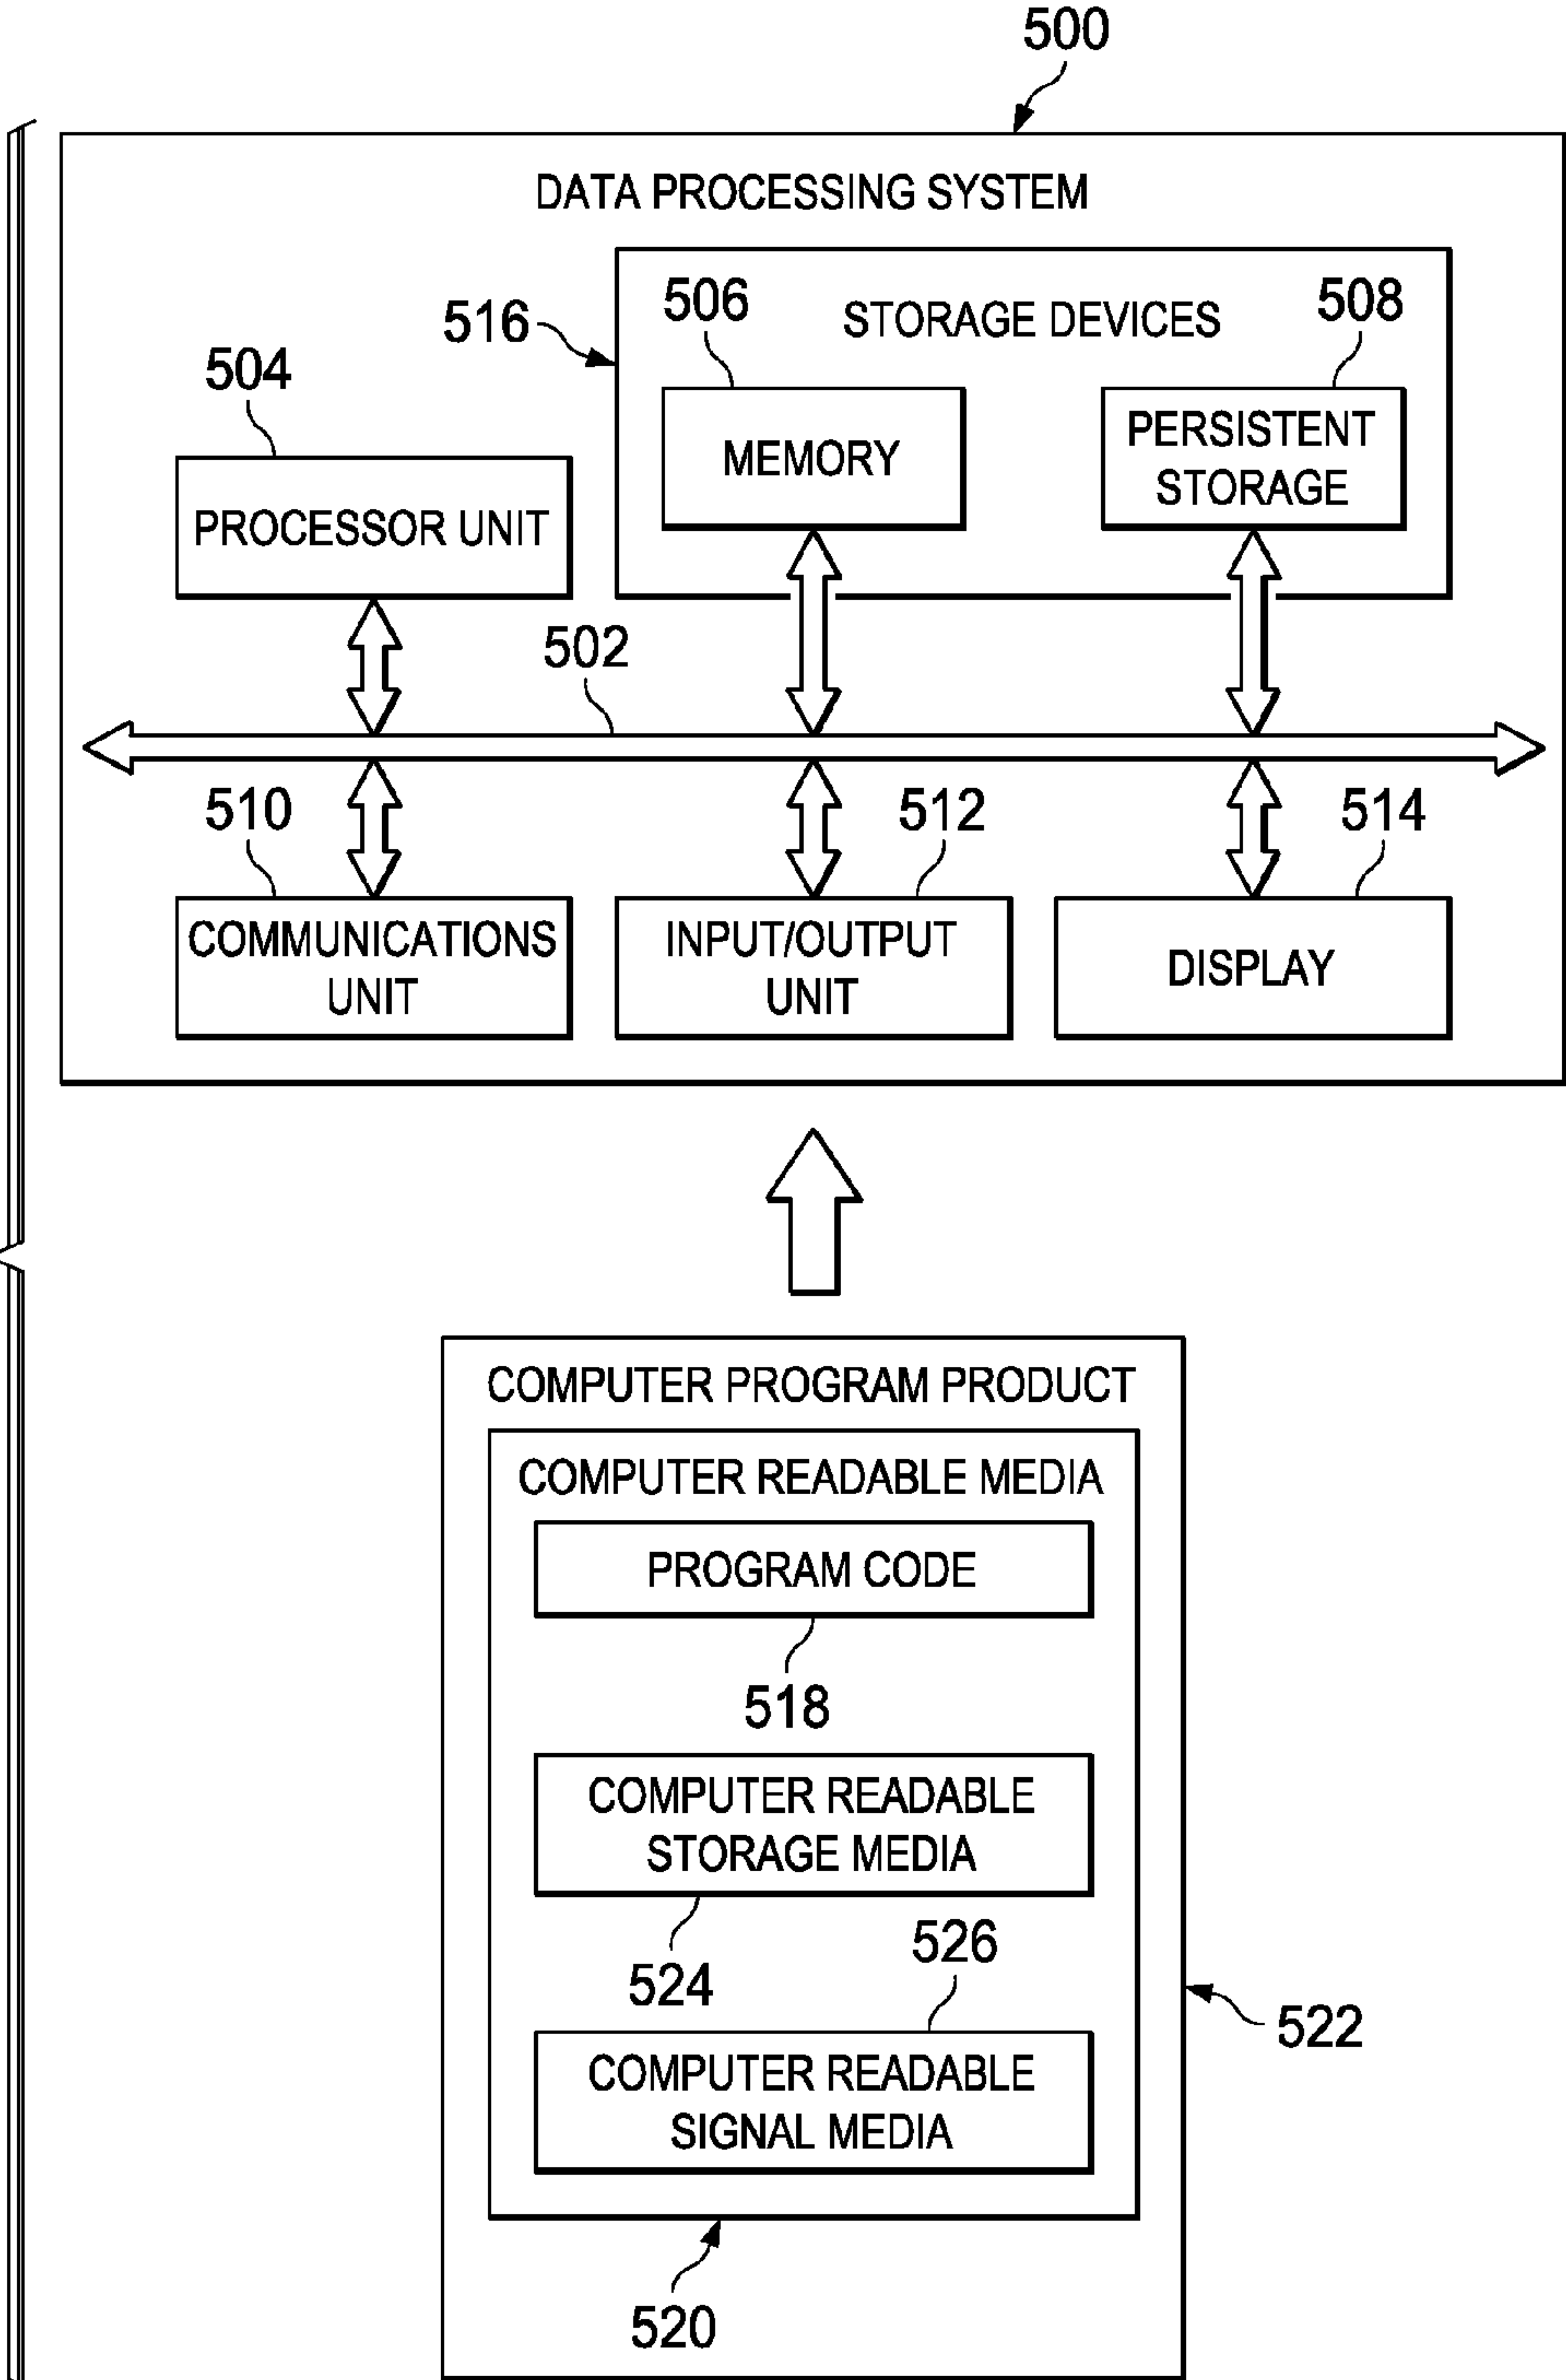 500
DATA PROCESSING SYSTEM
516
506
STORAGE DEVICES
508
504
MEMORY
PERSISTENT
STORAGE
PROCESSOR UNIT
502
510
512
514
COMMUNICATIONS
UNIT
INPUT/OUTPUT
UNIT
DISPLAY
COMPUTER PROGRAM PRODUCT
COMPUTER READABLE MEDIA
PROGRAM CODE
518
COMPUTER READABLE
STORAGE MEDIA
524
526
522
COMPUTER READABLE
SIGNAL MEDIA
520